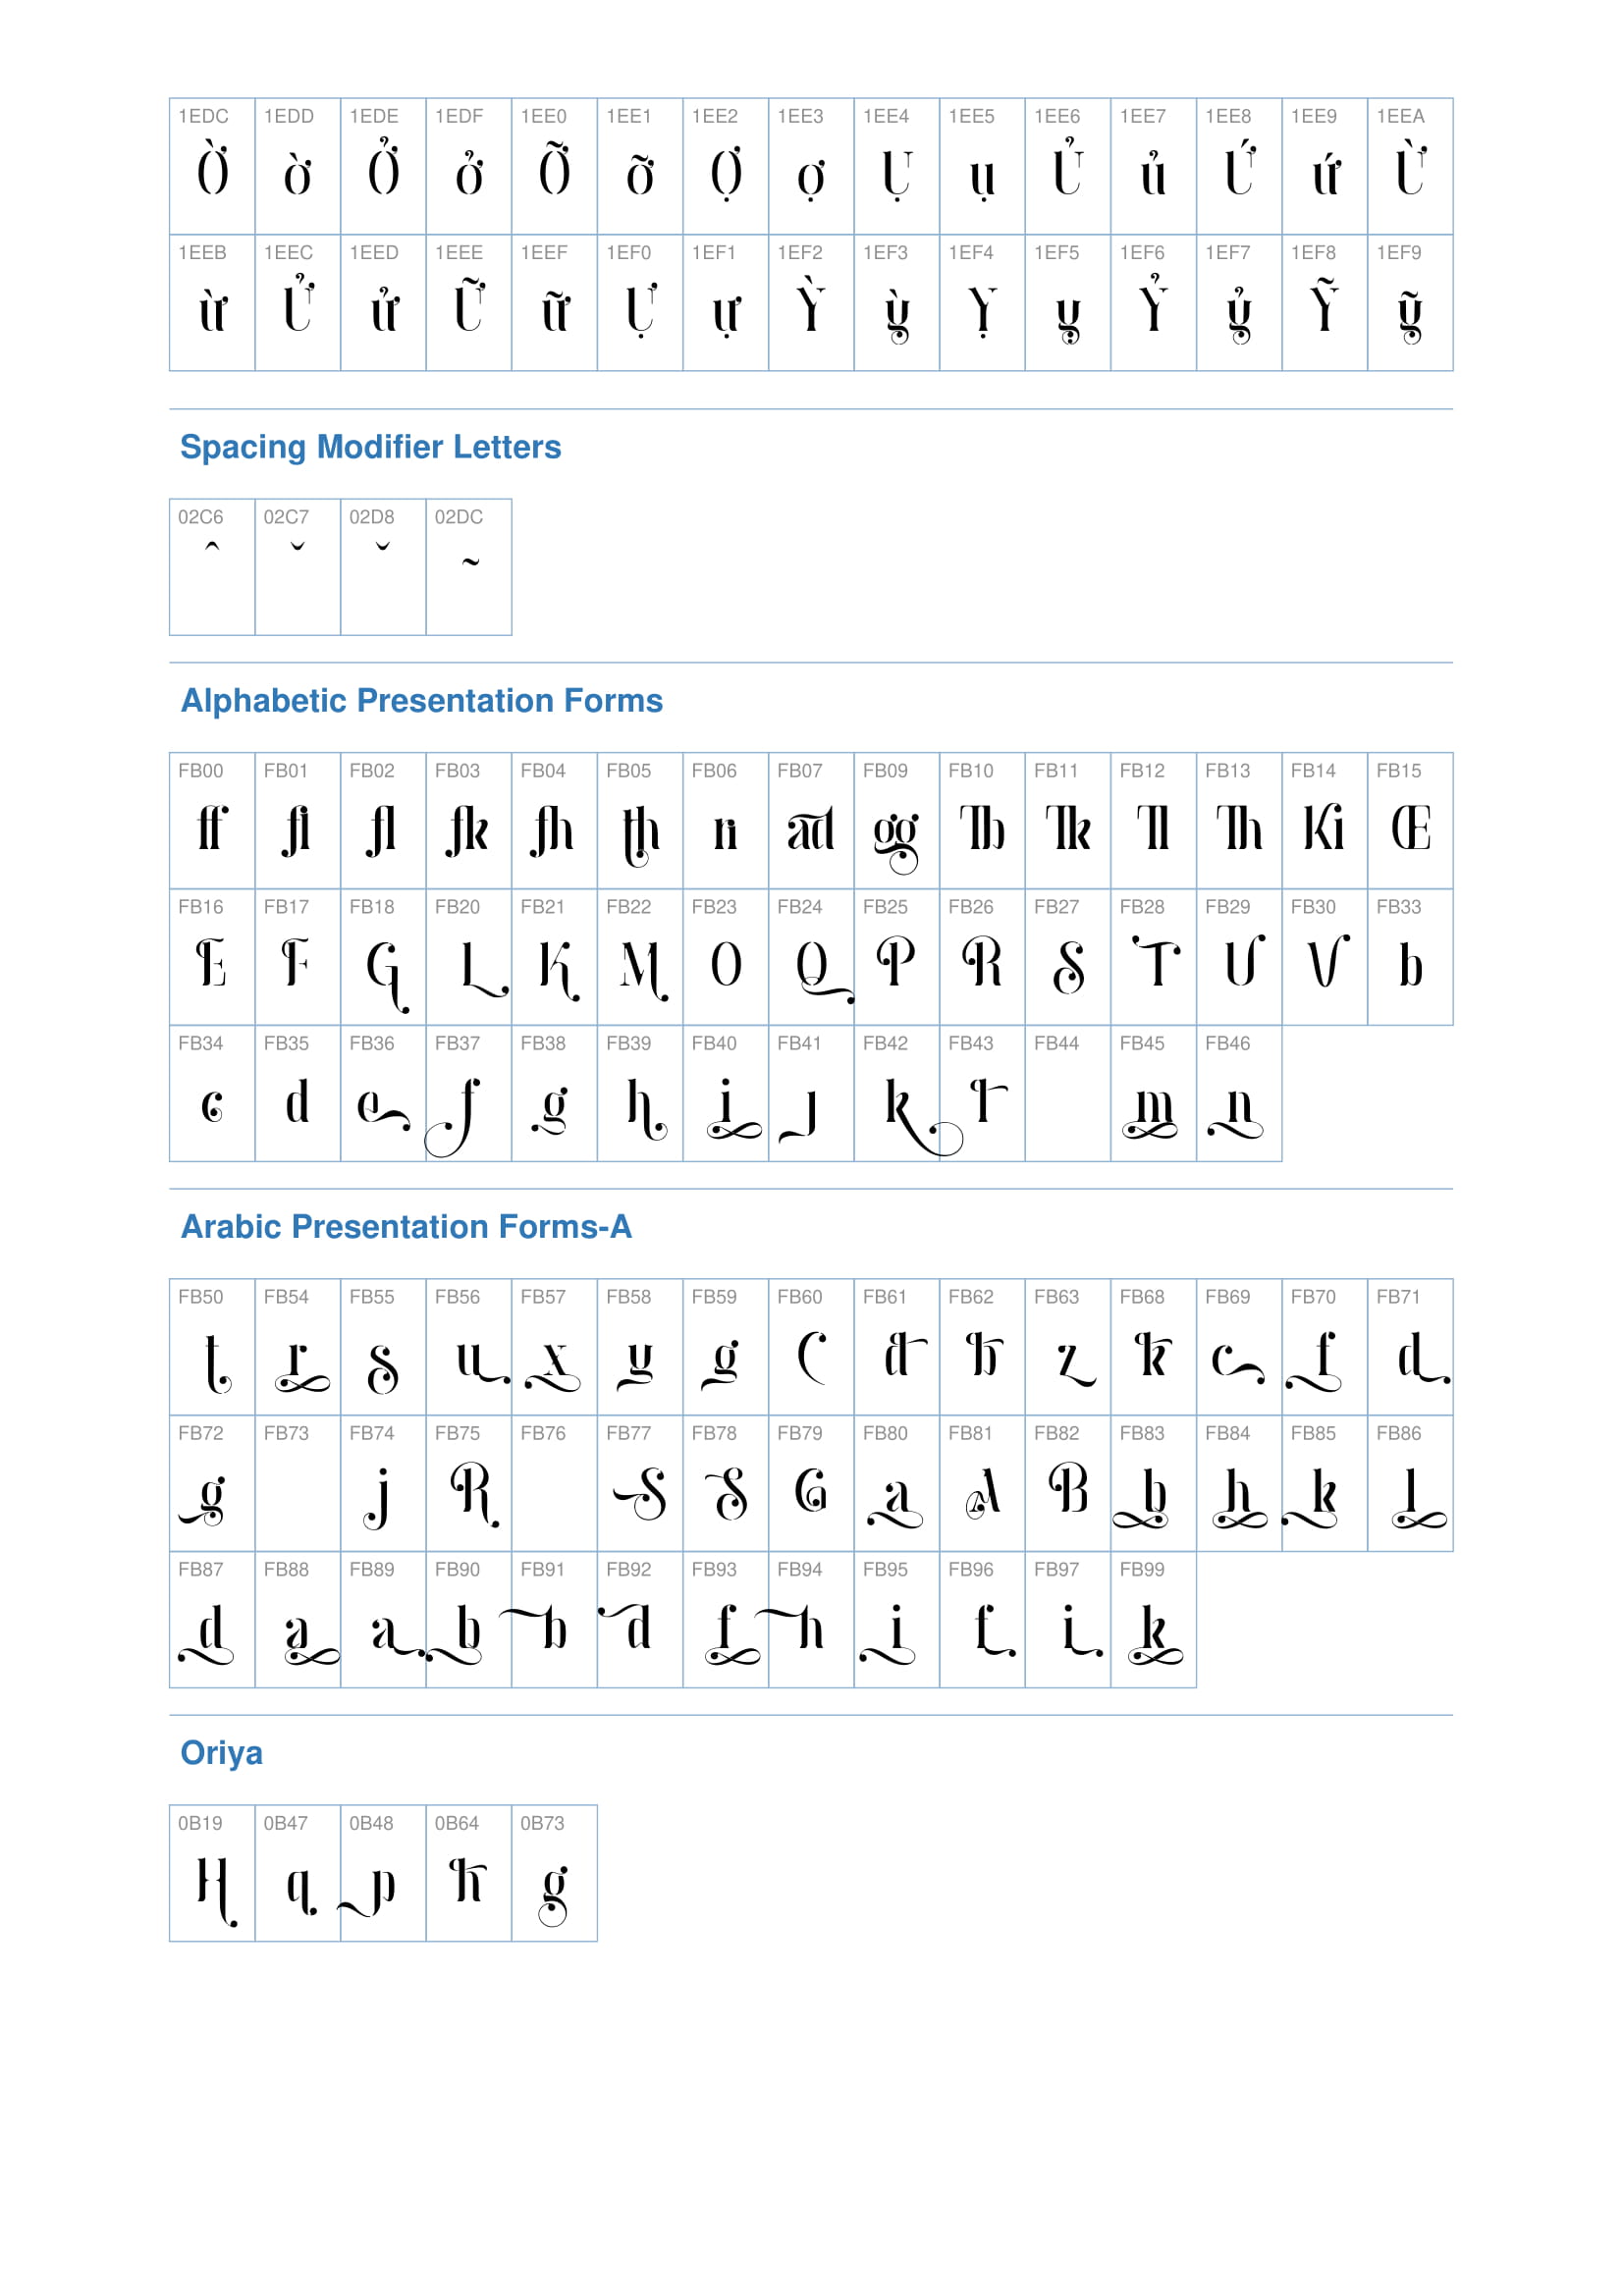 1EDC 1EDD 1EDE 1EDF 1EE0 1EE1 1EE2 1EE3 1EE4 1EE5 1EE6 1EE7 1EE8 1EE9 1EEA
Ờ ờ Ở ở Ỡ ỡ Ợ ợ Ụ ụ Ủ ủ Ứ ứ Ừ
1EEB 1EEC 1EED 1EEE 1EEF 1EF0 1EF1 1EF2 1EF3 1EF4 1EF5 1EF6 1EF7 1EF8 1EF9
ừ Ử ử Ữ ữ Ự ự Ỳ ỳ Ỵ ỵ Ỷ ỷ Ỹ ỹ
Spacing Modifier Letters
02C6 02C7 02D8 02DC
ˆ ˇ ˘ ˜
Alphabetic Presentation Forms
FB00 FB01 FB02 FB03 FB04 FB05 FB06 FB07 FB09 FB10 FB11 FB12 FB13 FB14 FB15
ff fi fl fk fh th ri ad gg Tb Tk Tl Th Ki Œ
FB16 FB17 FB18 FB20 FB21 FB22 FB23 FB24 FB25 FB26 FB27 FB28 FB29 FB30 FB33
E F G L K M O Q P R S T U V b
FB34 FB35 FB36 FB37 FB38 FB39 FB40 FB41 FB42 FB43 FB44 FB45 FB46
c d e f g h i j k l m n
Arabic Presentation Forms-A
FB50 FB54 FB55 FB56 FB57 FB58 FB59 FB60 FB61 FB62 FB63 FB68 FB69 FB70 FB71
t r s u x y g C d h z k c f d
FB72 FB73 FB74 FB75 FB76 FB77 FB78 FB79 FB80 FB81 FB82 FB83 FB84 FB85 FB86
g j R S S G a A B b h k l
FB87 FB88 FB89 FB90 FB91 FB92 FB93 FB94 FB95 FB96 FB97 FB99
d a a b b d f h i f i k
Oriya
0B19 0B47 0B48 0B64 0B73
H q p k g